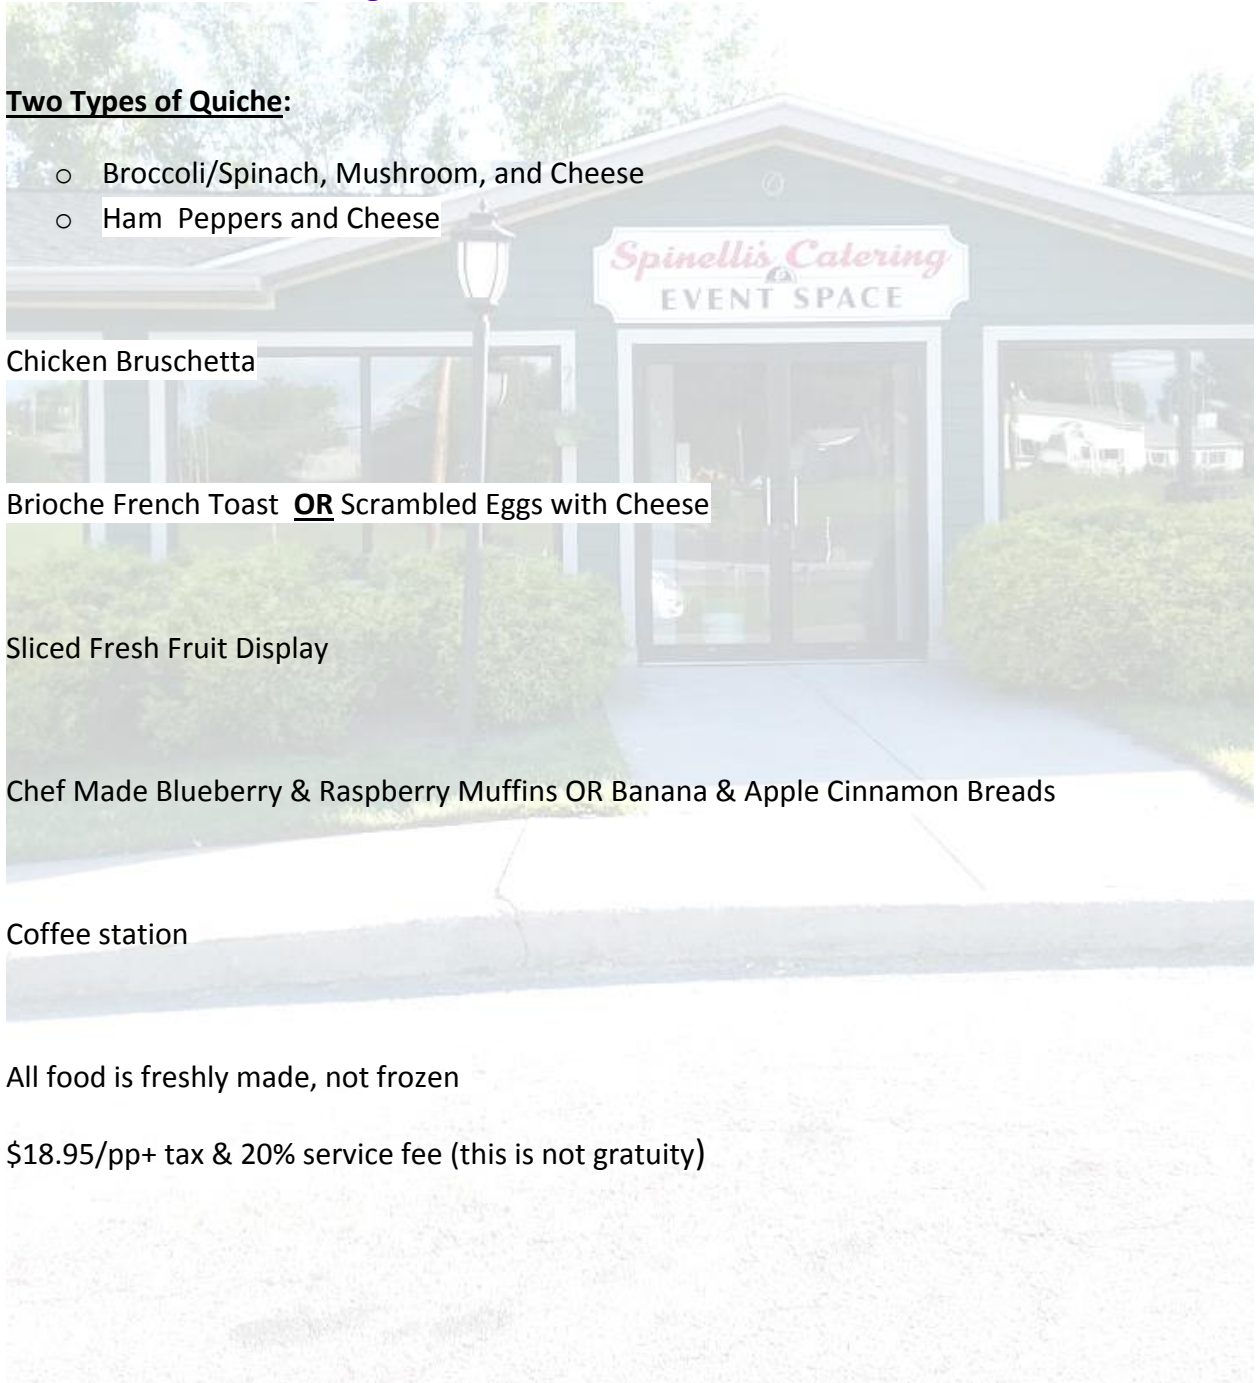 Two Types of Quiche:
o Broccoli/Spinach, Mushroom, and Cheese
o Ham Peppers and Cheese
Spinelli's Catering
EVENT SPACE
Chicken Bruschetta
Brioche French Toast OR Scrambled Eggs with Cheese
Sliced Fresh Fruit Display
Chef Made Blueberry & Raspberry Muffins OR Banana & Apple Cinnamon Breads
Coffee station
All food is freshly made, not frozen
$18.95/pp+ tax & 20% service fee (this is not gratuity)